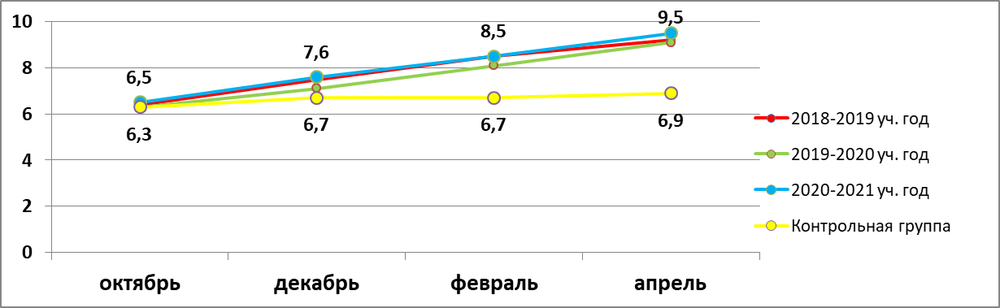 10
8
6
4
2
0
6,5
7,6
8,5
9,5
6,3
6,7
6,7
6,9
октябрь
декабрь
февраль
апрель
2018-2019 уч. год
2019-2020 уч. год
2020-2021 уч. год
Контрольная группа